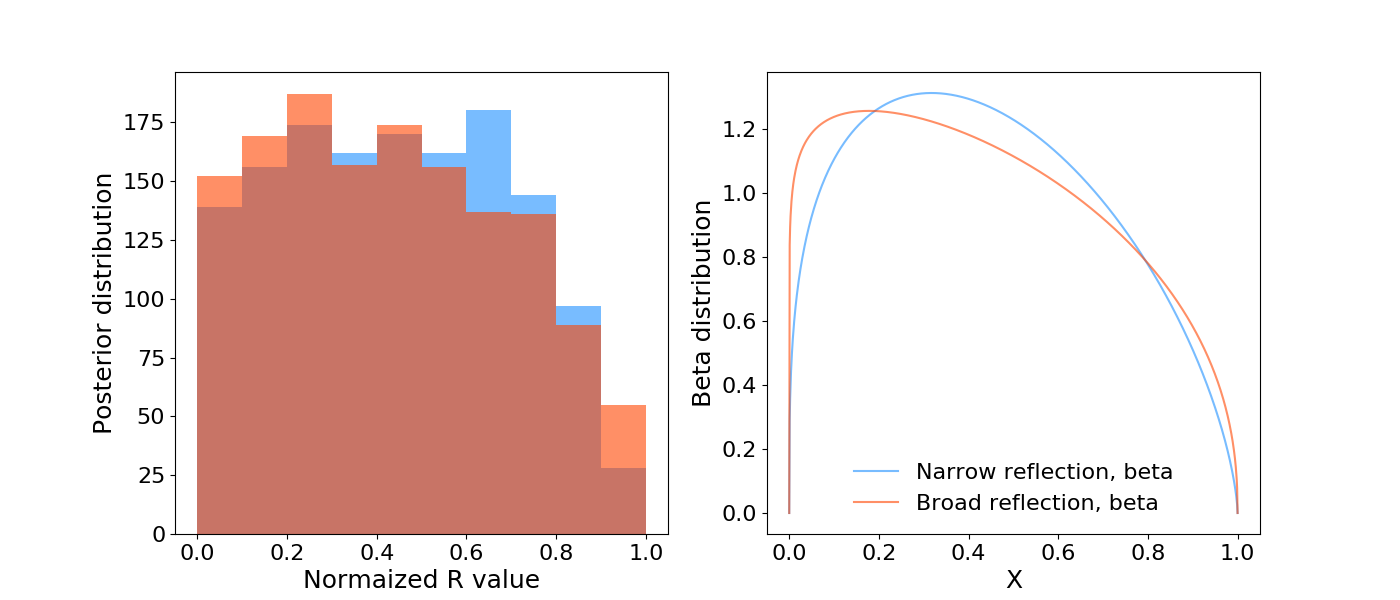 Posterior distribution
175
150
125
100
75
50
25
0
0.0 0.2 0.4 0.6 0.8 1.0
Normaized R value
Beta distribution
1.2
1.0
0.8
0.6
0.4
0.2
0.0
Narrow reflection, beta
Broad reflection, beta
0.0 0.2 0.4 0.6 0.8 1.0
X